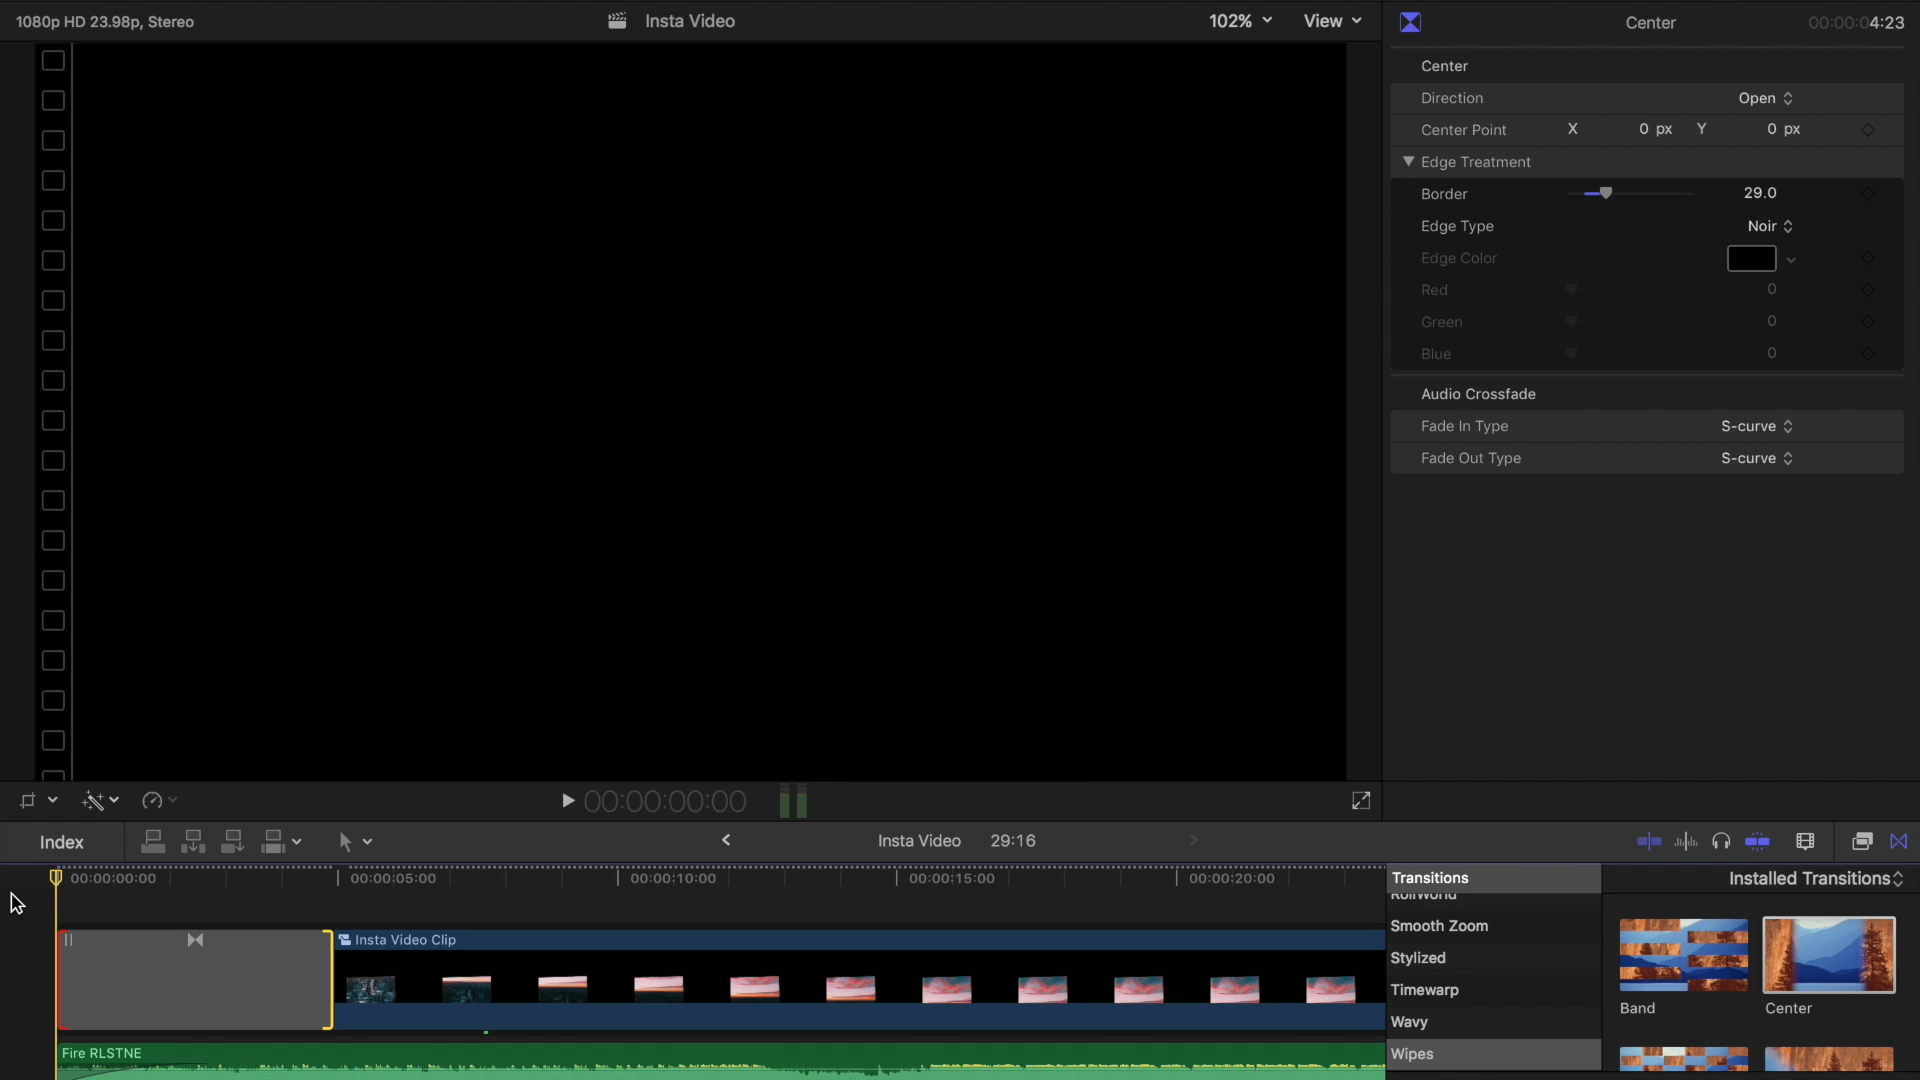 1080p HD 23.98p, Stereo
Insta Video
102%
View
Center
00:00:04:23
Center
Direction
Open
Center Point
X
0 px
Y
0 px
Edge Treatment
Border
29.0
Edge Type
Noir
Edge Color
Red
0
Green
0
Blue
0
Audio Crossfade
Fade In Type
S-curve
Fade Out Type
S-curve
00:00:00:00
Index
Insta Video
29:16
00:00:00:00
00:00:05:00
00:00:10:00
00:00:15:00
00:00:20:00
Transitions
Installed Transitions
Smooth Zoom
Stylized
Timewarp
Wavy
Wipes
Band
Center
Insta Video Clip
Fire RLSTNE